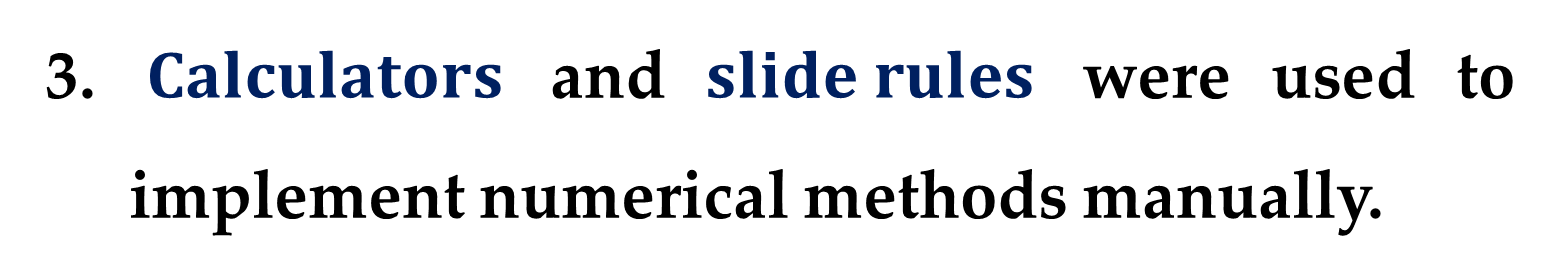 3. Calculators and slide rules were used to
implement numerical methods manually.